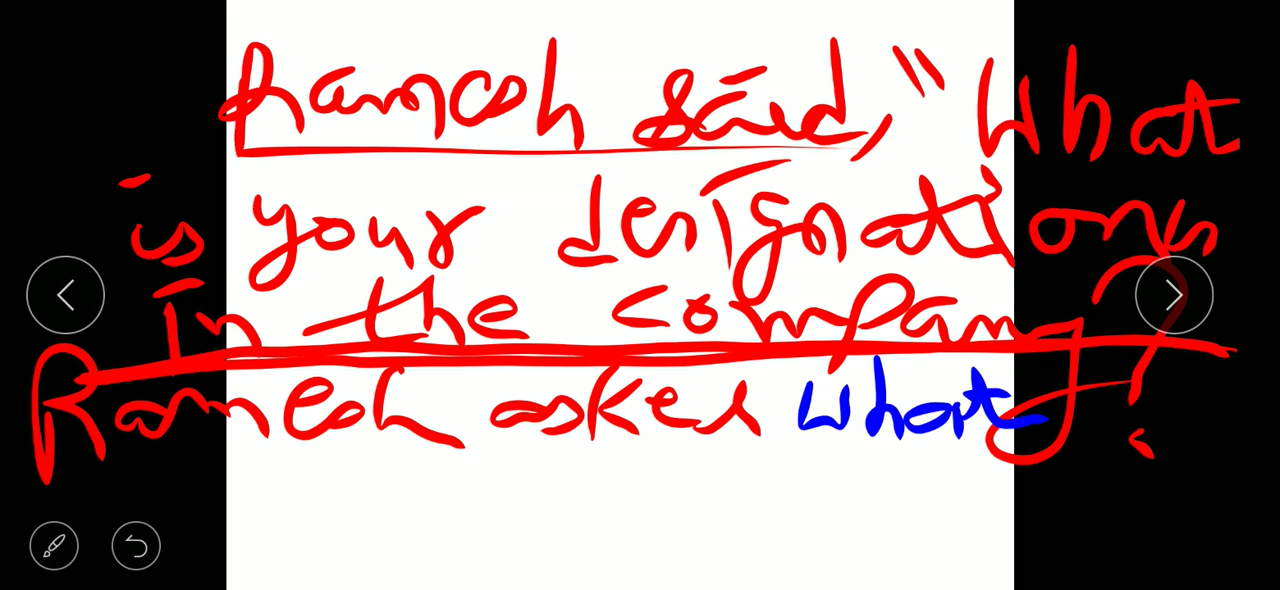 Ramesh said, "What
is your designation
in the company?
Ramesh asked what